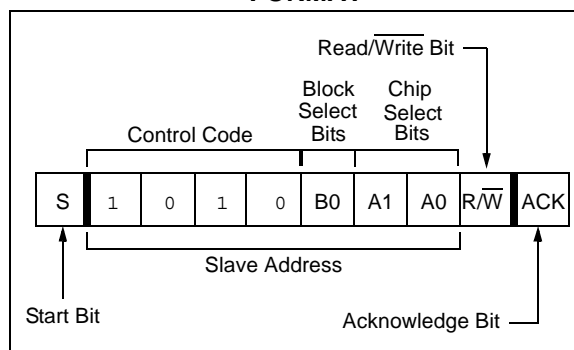 Read/Write Bit
Block
Select
Bits
Chip
Select
Bits
Control Code
S 1 0 1 0 B0 A1 A0 R/W ACK
Slave Address
Start Bit
Acknowledge Bit